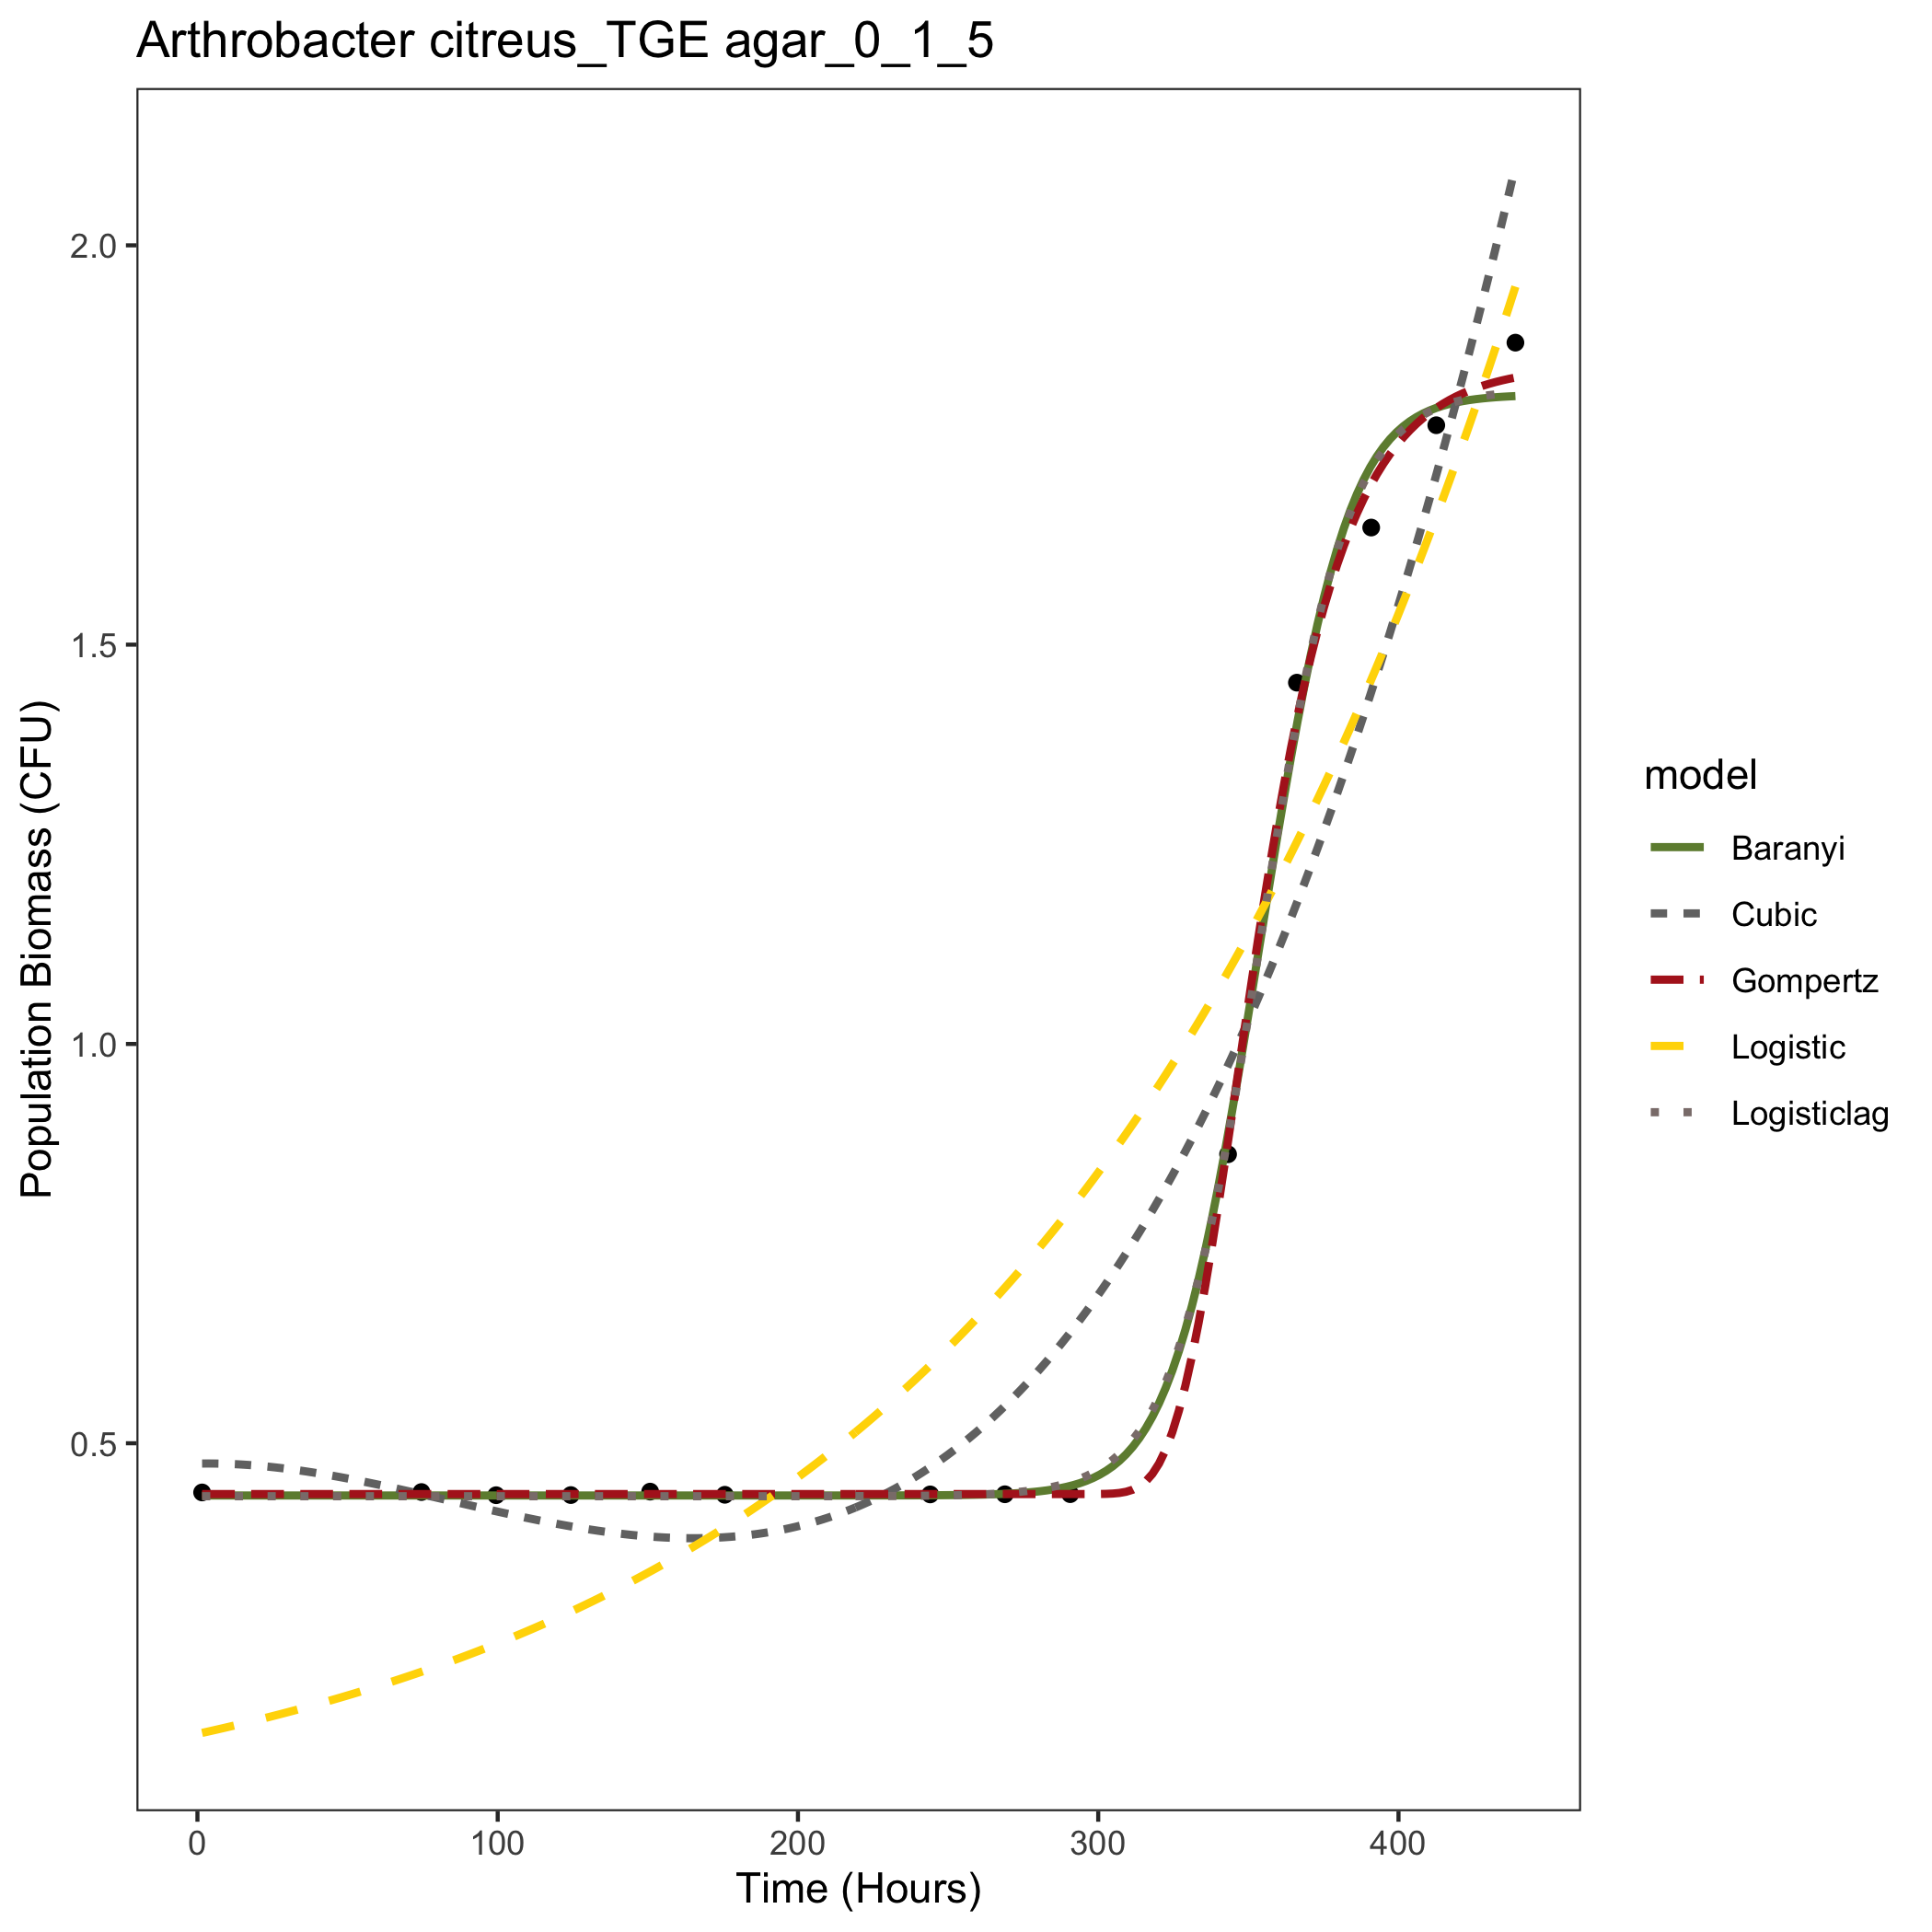 Arthrobacter citreus_TGE agar_0_1_5
Population Biomass (CFU)
2.0
1.5
1.0
0.5
0 100 200 300 400
Time (Hours)
model
Baranyi
Cubic
Gompertz
Logistic
Logisticlag